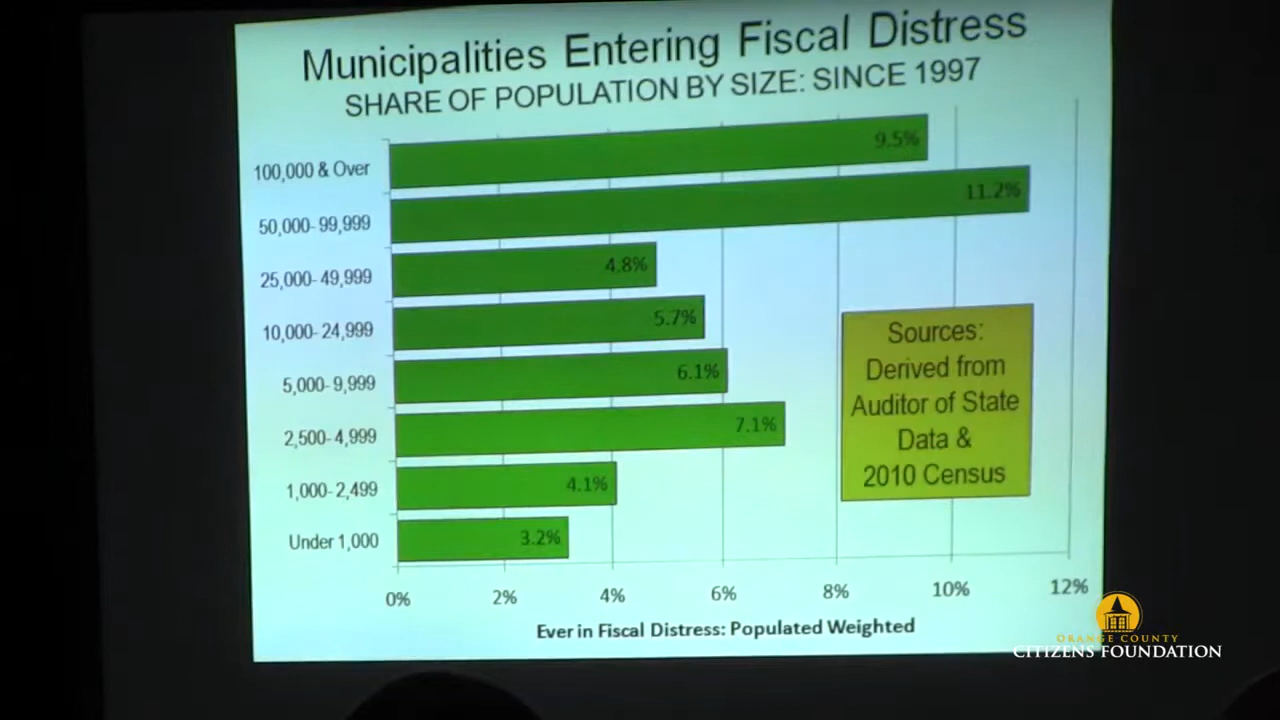 Municipalities Entering Fiscal Distress
SHARE OF POPULATION BY SIZE: SINCE 1997
100,000 & Over
9.5%
50,000- 99,999
11.2%
25,000- 49,999
4.8%
10,000- 24,999
5.7%
5,000- 9,999
6.1%
2,500- 4,999
7.1%
1,000- 2,499
4.1%
Under 1,000
3.2%
0% 2% 4% 6% 8% 10% 12%
Ever in Fiscal Distress: Populated Weighted
Sources:
Derived from
Auditor of State
Data &
2010 Census
ORANGE COUNTY
CITIZENS FOUNDATION